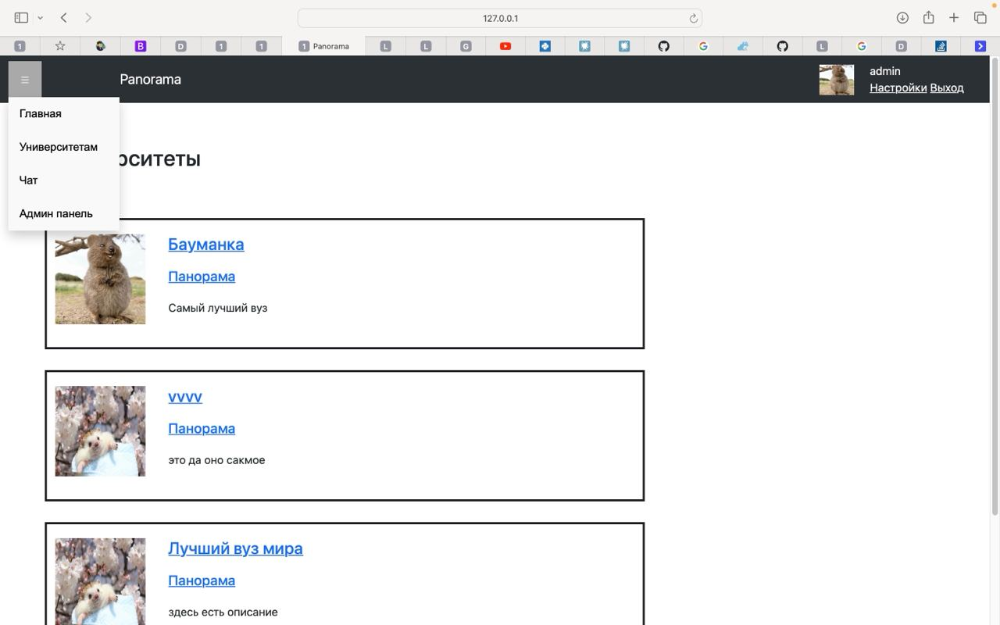 127.0.0.1
1
B
D
1
1
1 Panorama
L
L
G
L
G
L
G
D
Panorama
admin
Настройки Выход
Главная
Университетам
Чат
Админ панель
рситеты
Бауманка
Панорама
Самый лучший вуз
vvvv
Панорама
это да оно сакмое
Лучший вуз мира
Панорама
здесь есть описание